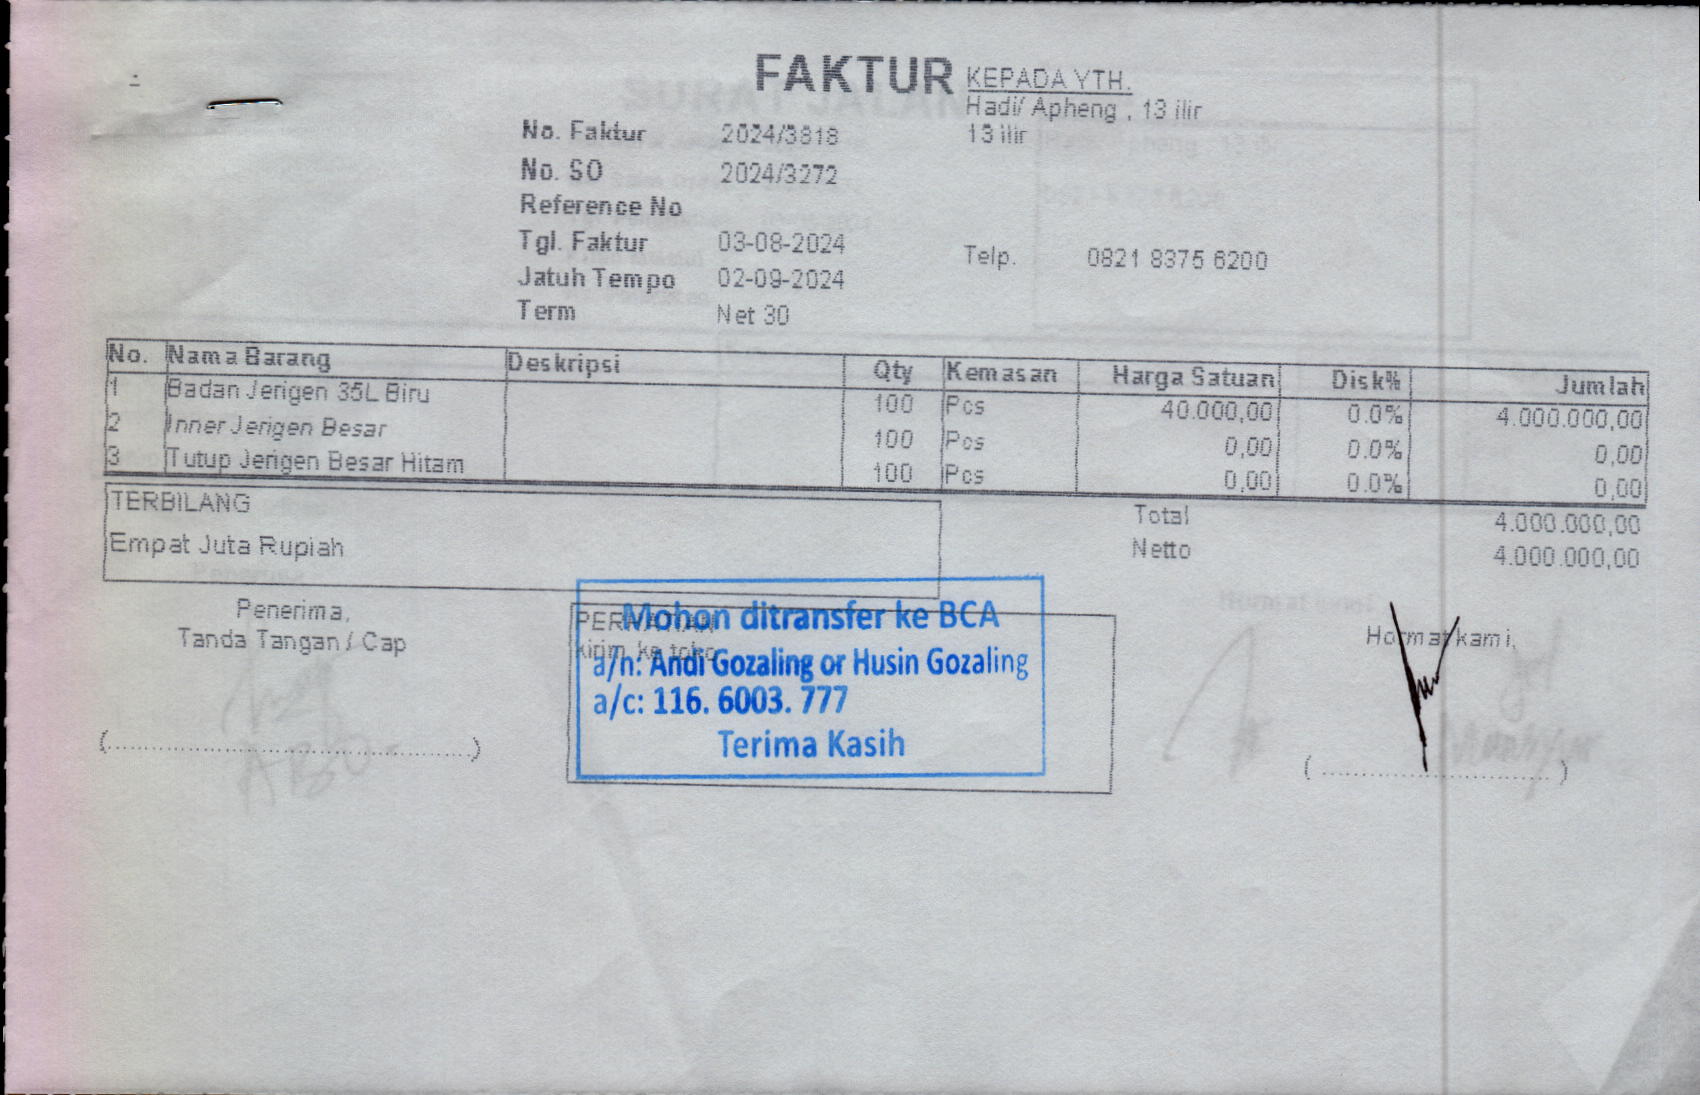 FAKTUR
KEPADA YTH.
Hadi/ Apheng , 13 ilir
13 ilir
No. Faktur 2024/3818
No. SO 2024/3272
Reference No
Tgl. Faktur 03-08-2024
Jatuh Tempo 02-09-2024
Term Net 30
Telp. 0821 8375 6200
No. Nama Barang Deskripsi Qty Kemasan Harga Satuan Disk% Jumlah
1 Badan Jerigen 35L Biru 100 Pcs 40.000,00 0.0% 4.000.000,00
2 Inner Jerigen Besar 100 Pcs 0,00 0.0% 0,00
3 Tutup Jerigen Besar Hitam 100 Pcs 0,00 0.0% 0,00
TERBILANG
Empat Juta Rupiah
Total 4.000.000,00
Netto 4.000.000,00
Penerima,
Tanda Tangan / Cap
kirim ke toko
Mohon ditransfer ke BCA
a/n: Andi Gozaling or Husin Gozaling
a/c: 116. 6003. 777
Terima Kasih
Hormat kami,